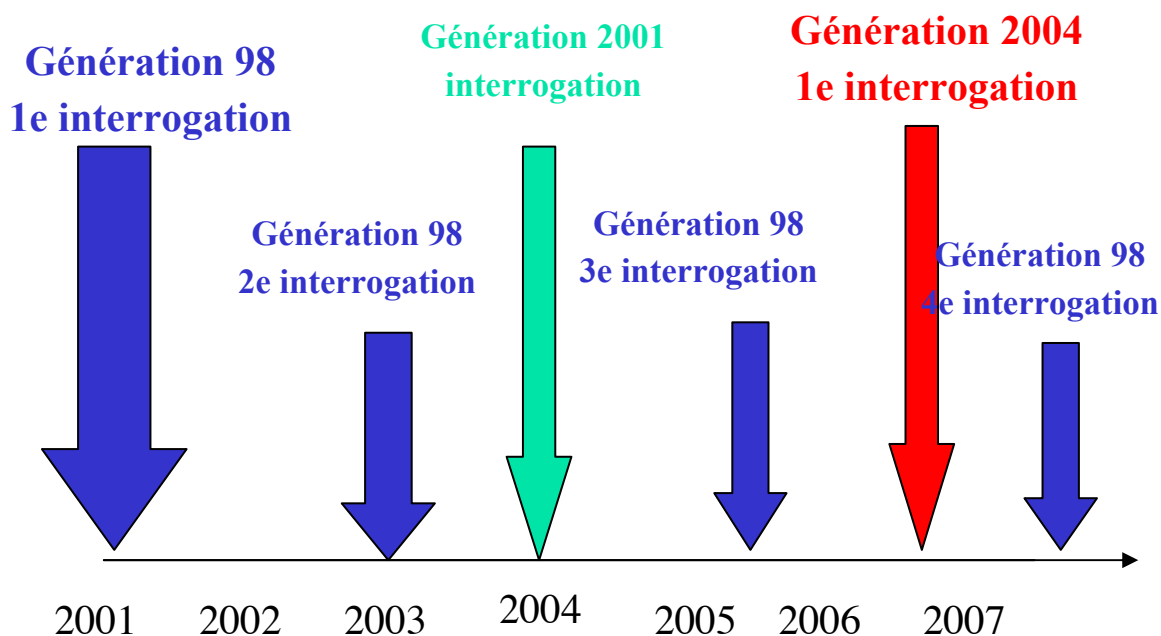 Génération 98
1e interrogation
Génération 2001
interrogation
Génération 2004
1e interrogation
Génération 98
2e interrogation
Génération 98
3e interrogation
Génération 98
4e interrogation
2001 2002 2003 2004 2005 2006 2007